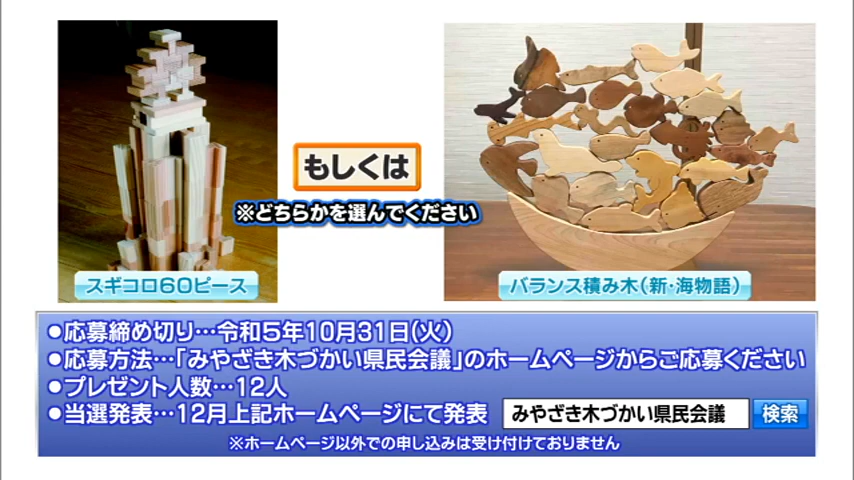 もしくは
※どちらかを選んでください
スギコロ60ピース
バランス積み木(新・海物語)
●応募締め切り…令和5年10月31日(火)
●応募方法…「みやざき木づかい県民会議」のホームページからご応募ください
●プレゼント人数…12人
●当選発表…12月上記ホームページにて発表 みやざき木づかい県民会議 検索
※ホームページ以外での申し込みは受け付けておりません